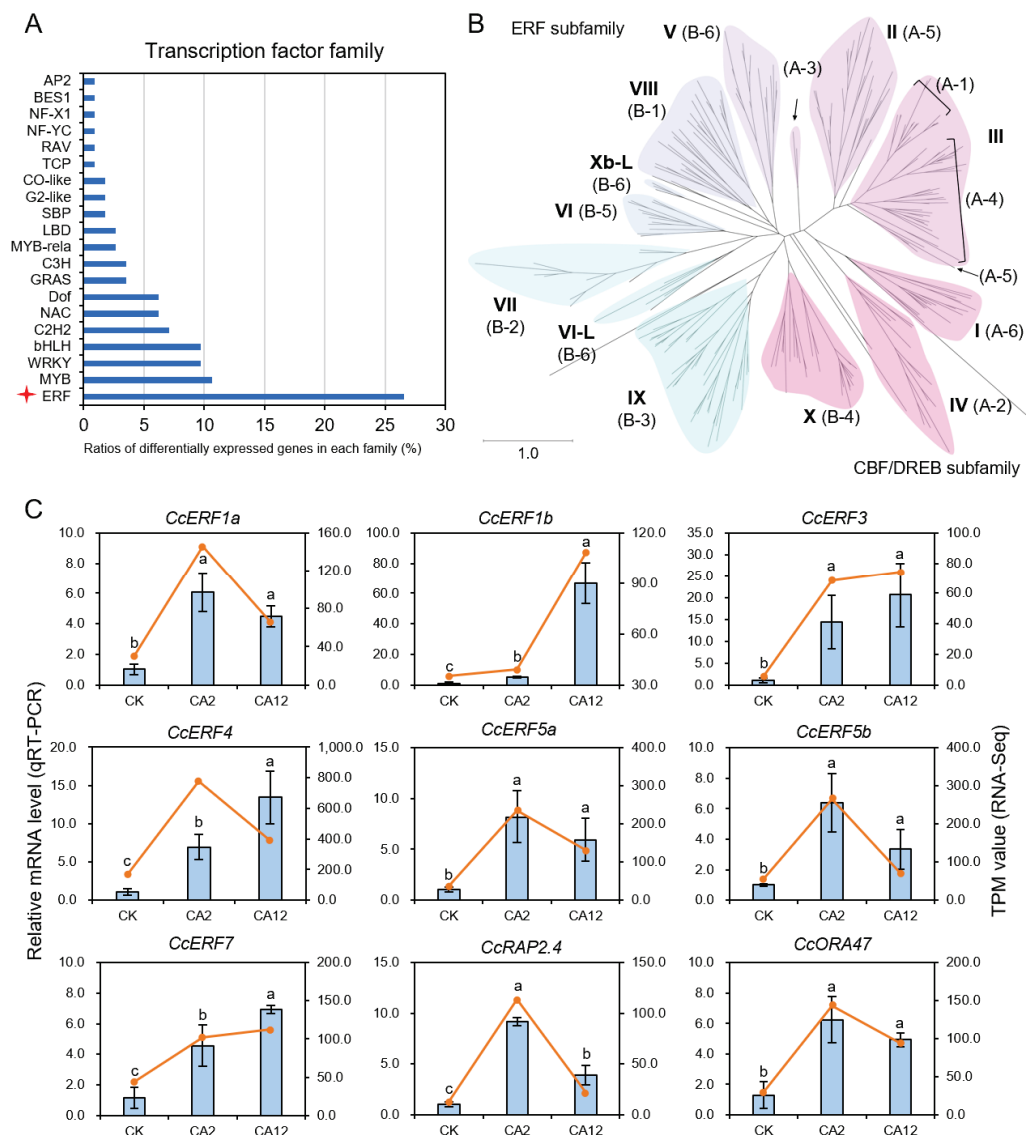 A
Transcription factor family
AP2
BES1
NF-X1
NF-YC
RAV
TCP
CO-like
G2-like
SBP
LBD
MYB-rela
C3H
GRAS
Dof
NAC
C2H2
bHLH
WRKY
MYB
ERF
0 5 10 15 20 25 30
Ratios of differentially expressed genes in each family (%)
B
ERF subfamily
V (B-6)
II (A-5)
(A-3)
(A-1)
VIII
(B-1)
III
Xb-L
(B-6)
(A-4)
VI (B-5)
(A-5)
VII
(B-2)
VI-L
(B-6)
I (A-6)
IX
(B-3)
X (B-4)
IV (A-2)
1.0
CBF/DREB subfamily
C
Relative mRNA level (qRT-PCR)
TPM value (RNA-Seq)
CcERF1a
10.0 8.0 6.0 4.0 2.0 0.0
160.0 120.0 80.0 40.0 0.0
b a a
CK CA2 CA12
CcERF1b
100.0 80.0 60.0 40.0 20.0 0.0
120.0 90.0 60.0 30.0
c b a
CK CA2 CA12
CcERF3
35.0 30.0 25.0 20.0 15.0 10.0 5.0 0.0
100.0 80.0 60.0 40.0 20.0 0.0
b a a
CK CA2 CA12
CcERF4
20.0 15.0 10.0 5.0 0.0
1,000.0 800.0 600.0 400.0 200.0 0.0
c b a
CK CA2 CA12
CcERF5a
15.0 10.0 5.0 0.0
400.0 300.0 200.0 100.0 0.0
b a a
CK CA2 CA12
CcERF5b
10.0 8.0 6.0 4.0 2.0 0.0
400.0 300.0 200.0 100.0 0.0
b a b
CK CA2 CA12
CcERF7
10.0 8.0 6.0 4.0 2.0 0.0
200.0 150.0 100.0 50.0 0.0
c b a
CK CA2 CA12
CcRAP2.4
15.0 10.0 5.0 0.0
150.0 100.0 50.0 0.0
c a b
CK CA2 CA12
CcORA47
10.0 8.0 6.0 4.0 2.0 0.0
200.0 150.0 100.0 50.0 0.0
b a a
CK CA2 CA12